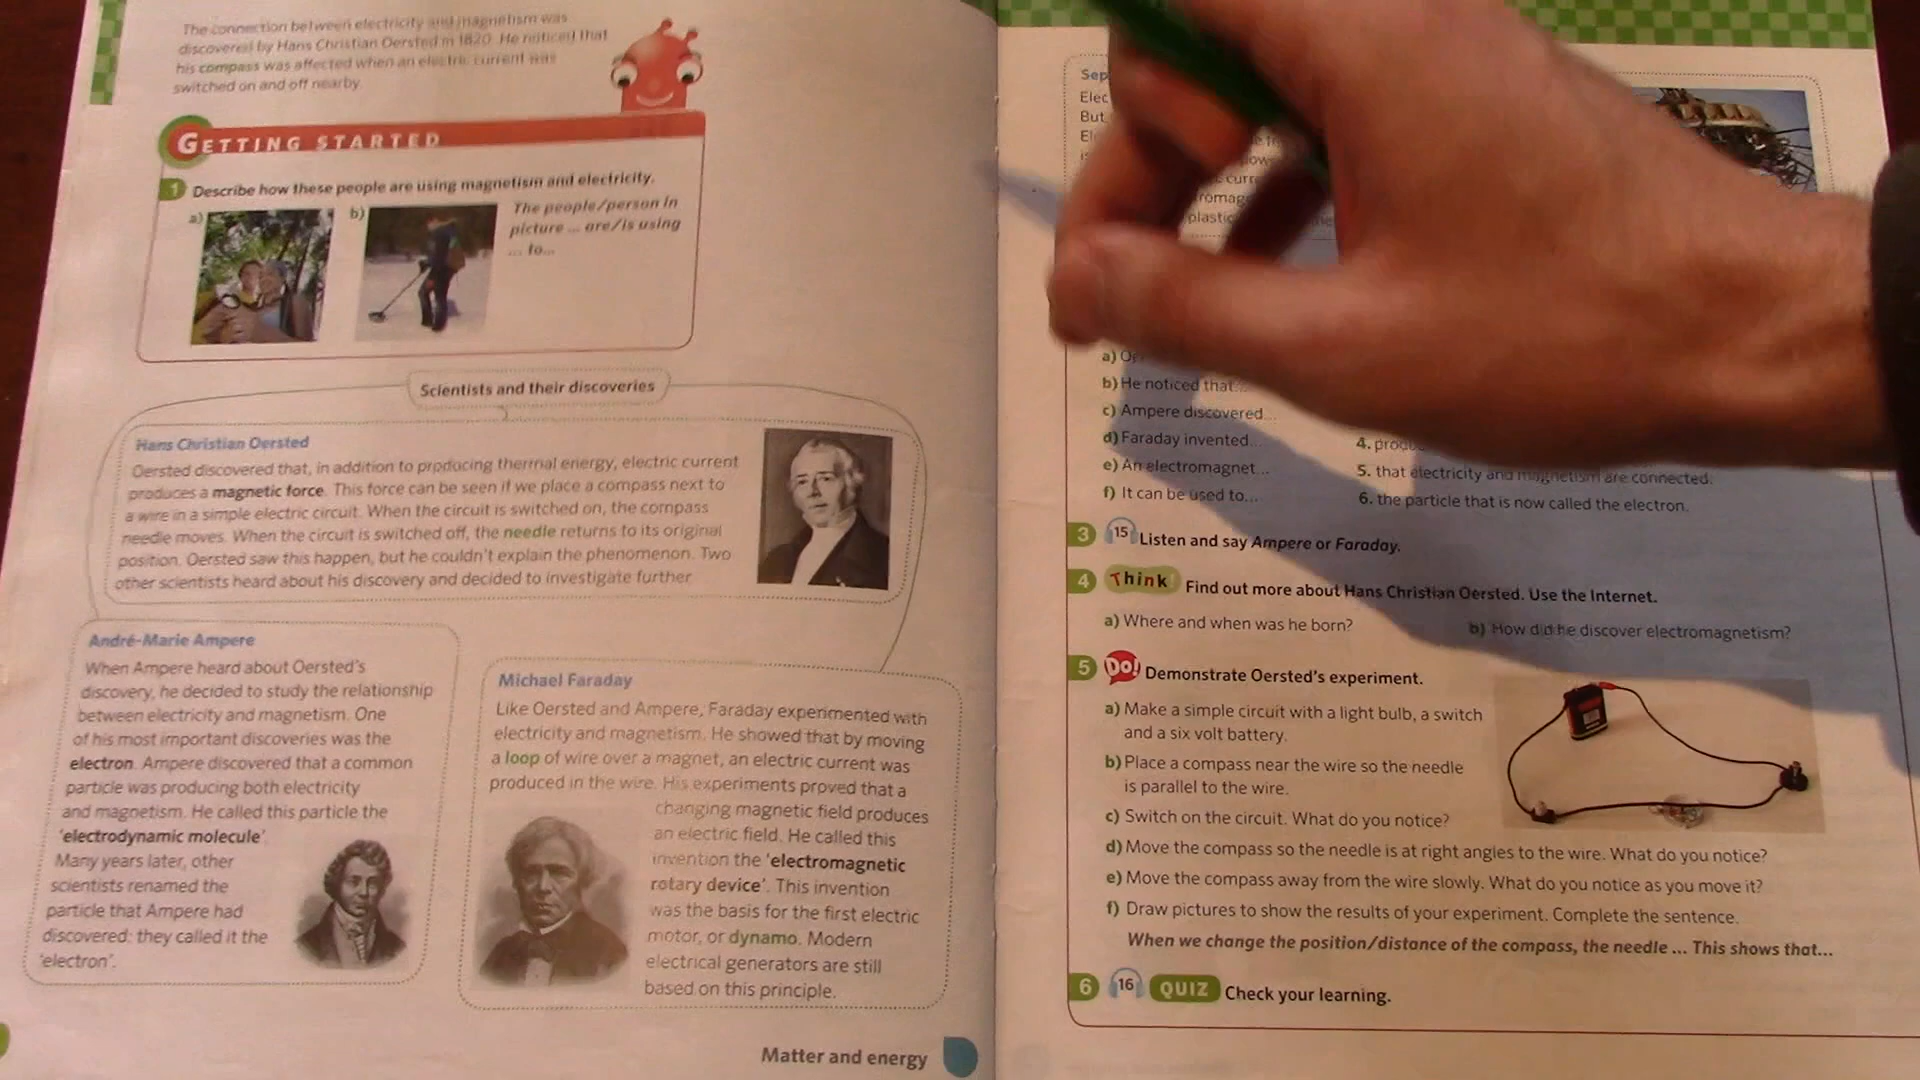 The connection between electricity and magnetism was
discovered by Hans Christian Oersted in 1820. He noticed that
his compass was affected when an electric current was
switched on and off nearby.
GETTING STARTED
1 Describe how these people are using magnetism and electricity.
a)
b)
The people/person in
picture ... are/is using
... to...
Scientists and their discoveries
Hans Christian Oersted
Oersted discovered that, in addition to producing thermal energy, electric current
produces a magnetic force. This force can be seen if we place a compass next to
a wire in a simple electric circuit. When the circuit is switched on, the compass
needle moves. When the circuit is switched off, the needle returns to its original
position. Oersted saw this happen, but he couldn't explain the phenomenon. Two
other scientists heard about his discovery and decided to investigate further
André-Marie Ampere
When Ampere heard about Oersted's
discovery, he decided to study the relationship
between electricity and magnetism. One
of his most important discoveries was the
electron. Ampere discovered that a common
particle was producing both electricity
and magnetism. He called this particle the
'electrodynamic molecule'.
Many years later, other
scientists renamed the
particle that Ampere had
discovered: they called it the
'electron'.
Michael Faraday
Like Oersted and Ampere, Faraday experimented with
electricity and magnetism. He showed that by moving
a loop of wire over a magnet, an electric current was
produced in the wire. His experiments proved that a
changing magnetic field produces
an electric field. He called this
invention the 'electromagnetic
rotary device'. This invention
was the basis for the first electric
motor, or dynamo. Modern
electrical generators are still
based on this principle.
Matter and energy
Sep
Elec
But
plastic
a)
b) He noticed that...
c) Ampere discovered...
d) Faraday invented...
e) An electromagnet...
f) It can be used to...
4. produ
5. that electricity and magnetism are connected.
6. the particle that is now called the electron.
3 15 Listen and say Ampere or Faraday.
4 Think Find out more about Hans Christian Oersted. Use the Internet.
a) Where and when was he born?
b) How did he discover electromagnetism?
5 Do! Demonstrate Oersted's experiment.
a) Make a simple circuit with a light bulb, a switch
and a six volt battery.
b) Place a compass near the wire so the needle
is parallel to the wire.
c) Switch on the circuit. What do you notice?
d) Move the compass so the needle is at right angles to the wire. What do you notice?
e) Move the compass away from the wire slowly. What do you notice as you move it?
f) Draw pictures to show the results of your experiment. Complete the sentence.
When we change the position/distance of the compass, the needle ... This shows that...
6 16 QUIZ Check your learning.